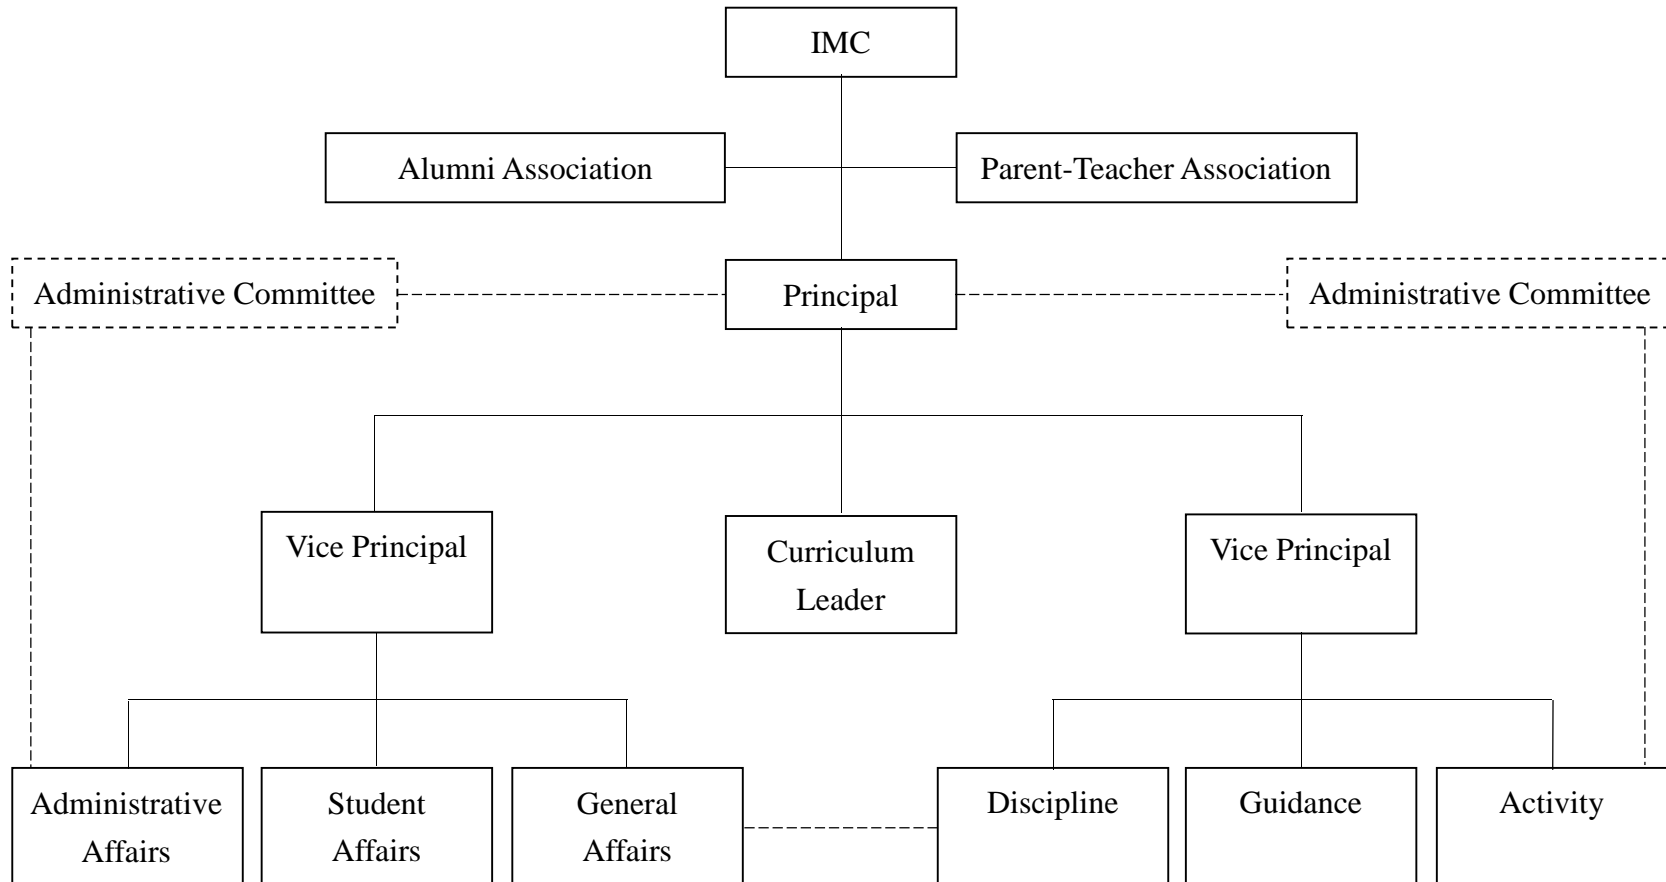 IMC
Alumni Association
Parent-Teacher Association
Administrative Committee
Principal
Administrative Committee
Vice Principal
Curriculum
Leader
Vice Principal
Administrative
Affairs
Student
Affairs
General
Affairs
Discipline
Guidance
Activity